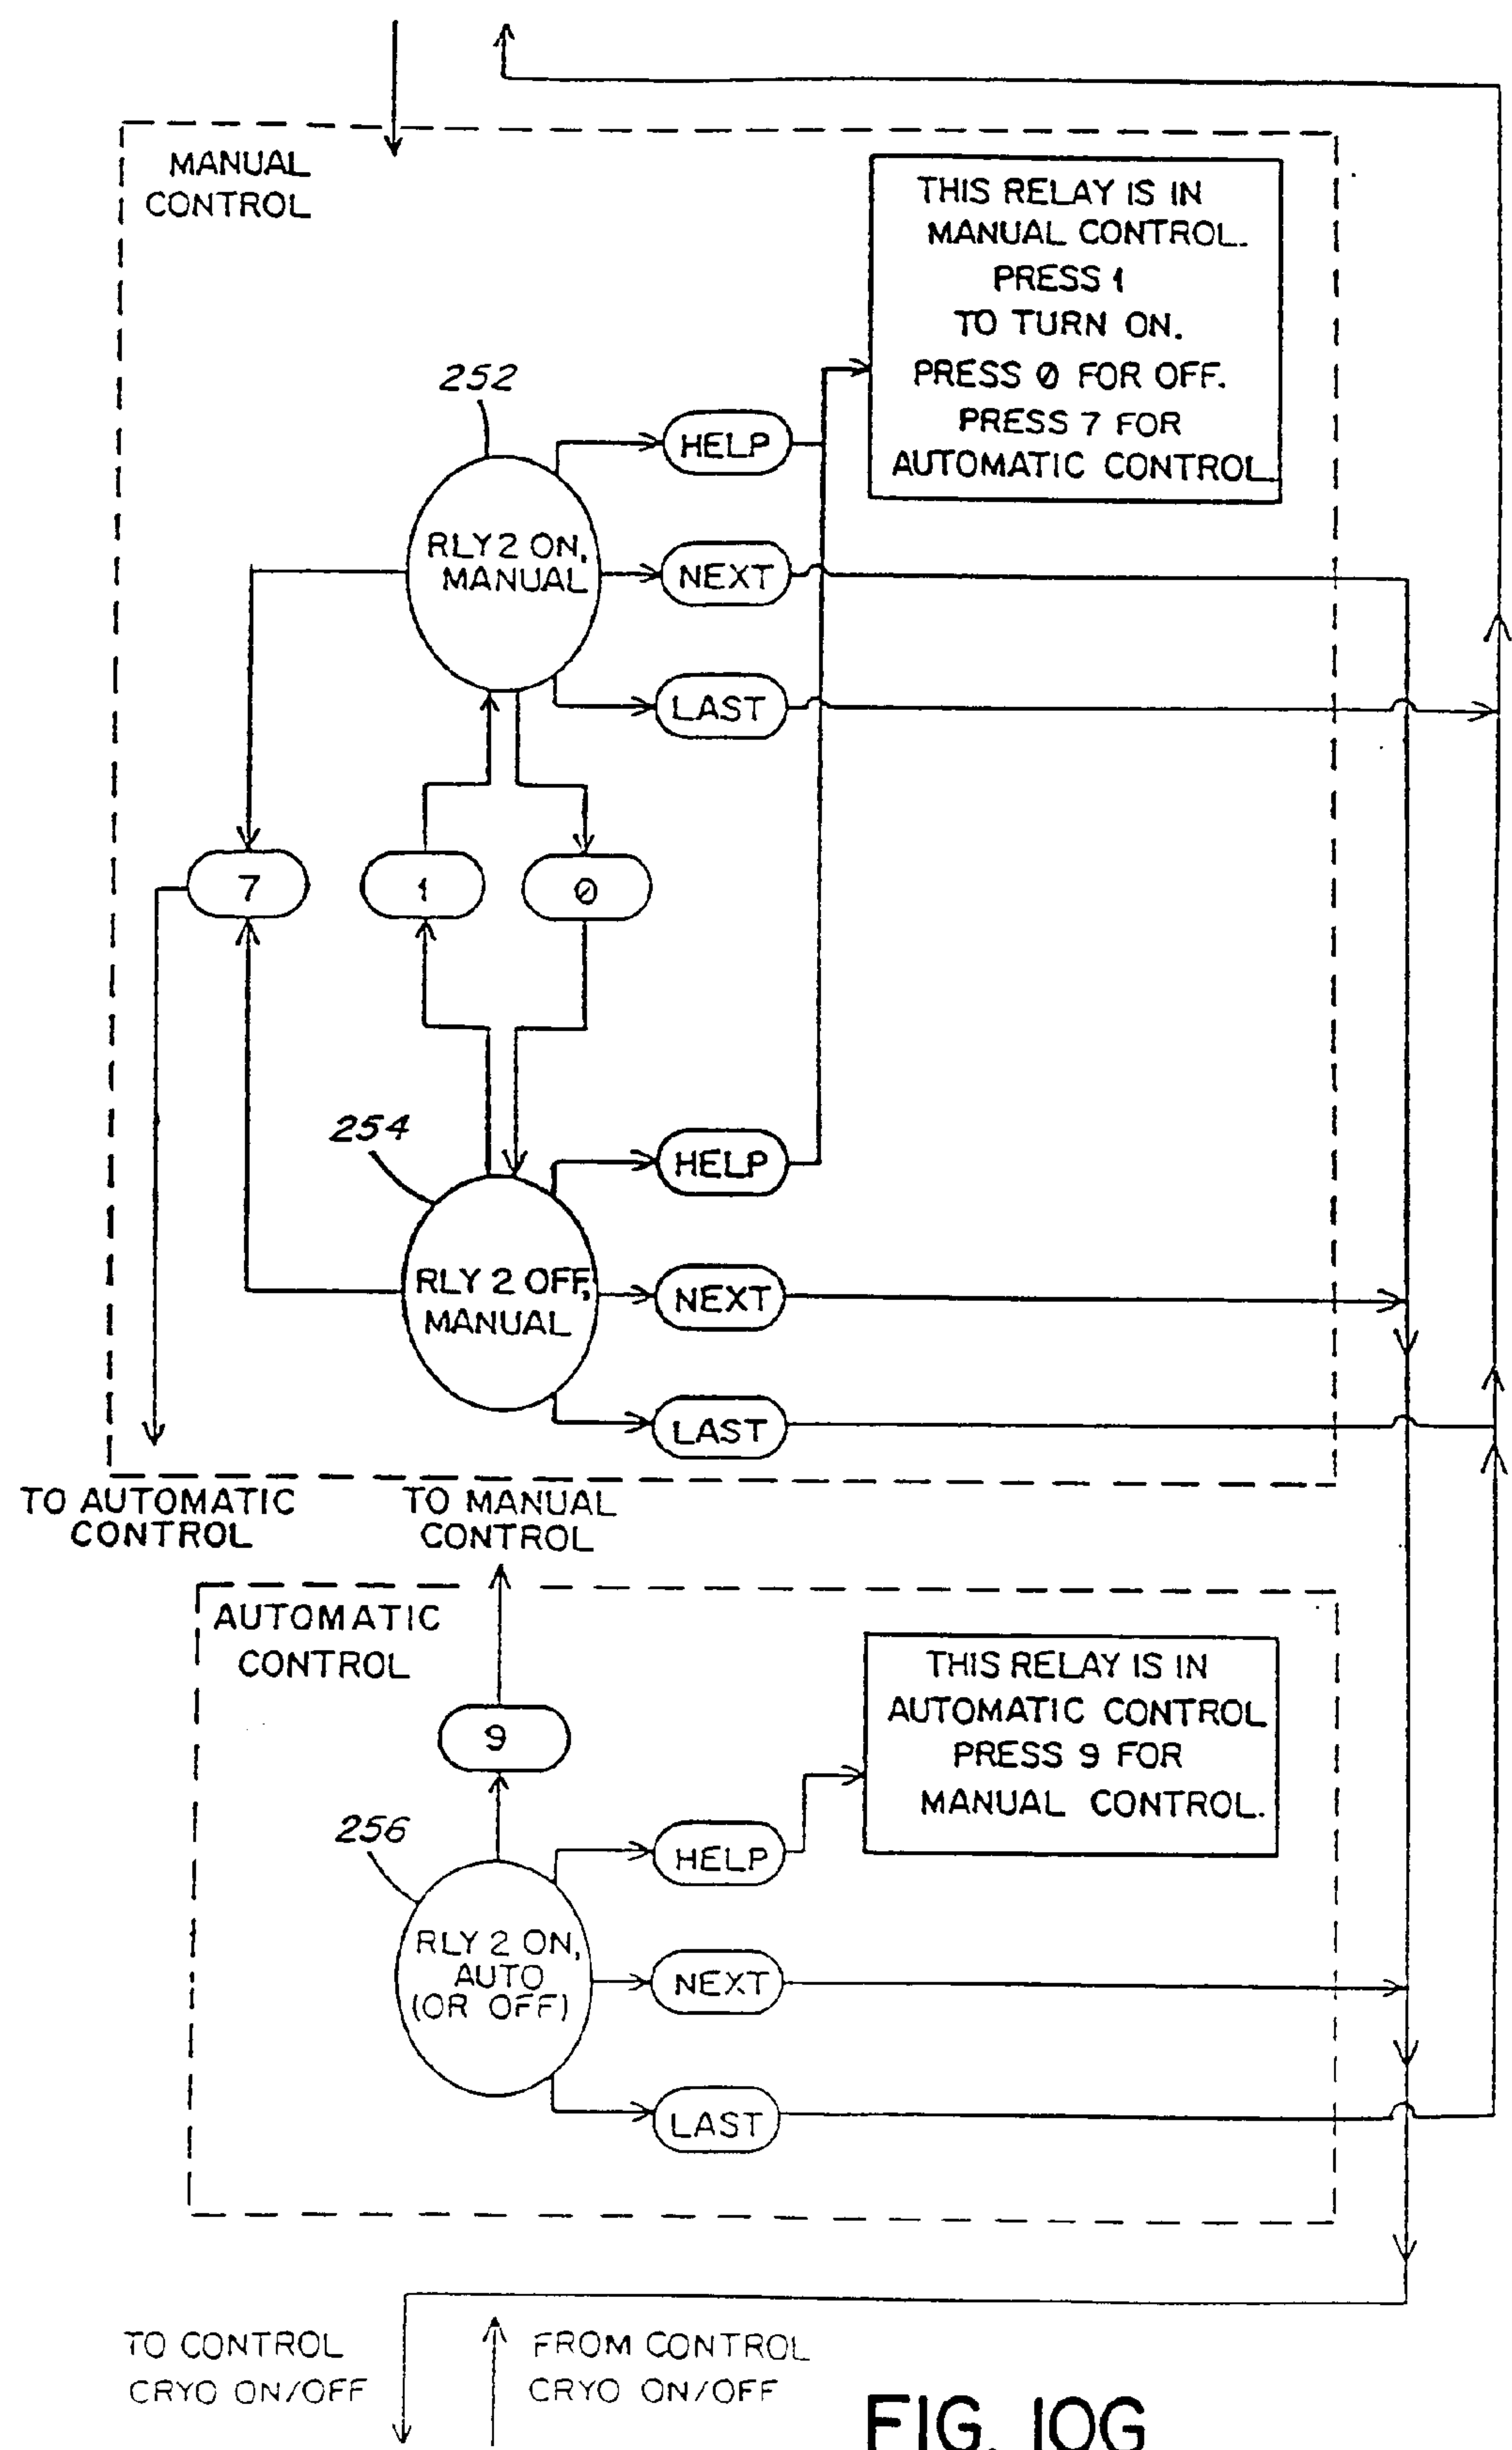 MANUAL
CONTROL
THIS RELAY IS IN
MANUAL CONTROL.
PRESS 1
TO TURN ON.
PRESS 0 FOR OFF.
PRESS 7 FOR
AUTOMATIC CONTROL
252
HELP
RLY 2 ON,
MANUAL
NEXT
LAST
7
1
0
254
HELP
RLY 2 OFF,
MANUAL
NEXT
LAST
TO AUTOMATIC
CONTROL
TO MANUAL
CONTROL
AUTOMATIC
CONTROL
THIS RELAY IS IN
AUTOMATIC CONTROL
PRESS 9 FOR
MANUAL CONTROL.
9
256
HELP
RLY 2 ON,
AUTO
(OR OFF)
NEXT
LAST
TO CONTROL
CRYO ON/OFF
FROM CONTROL
CRYO ON/OFF
FIG. 10G